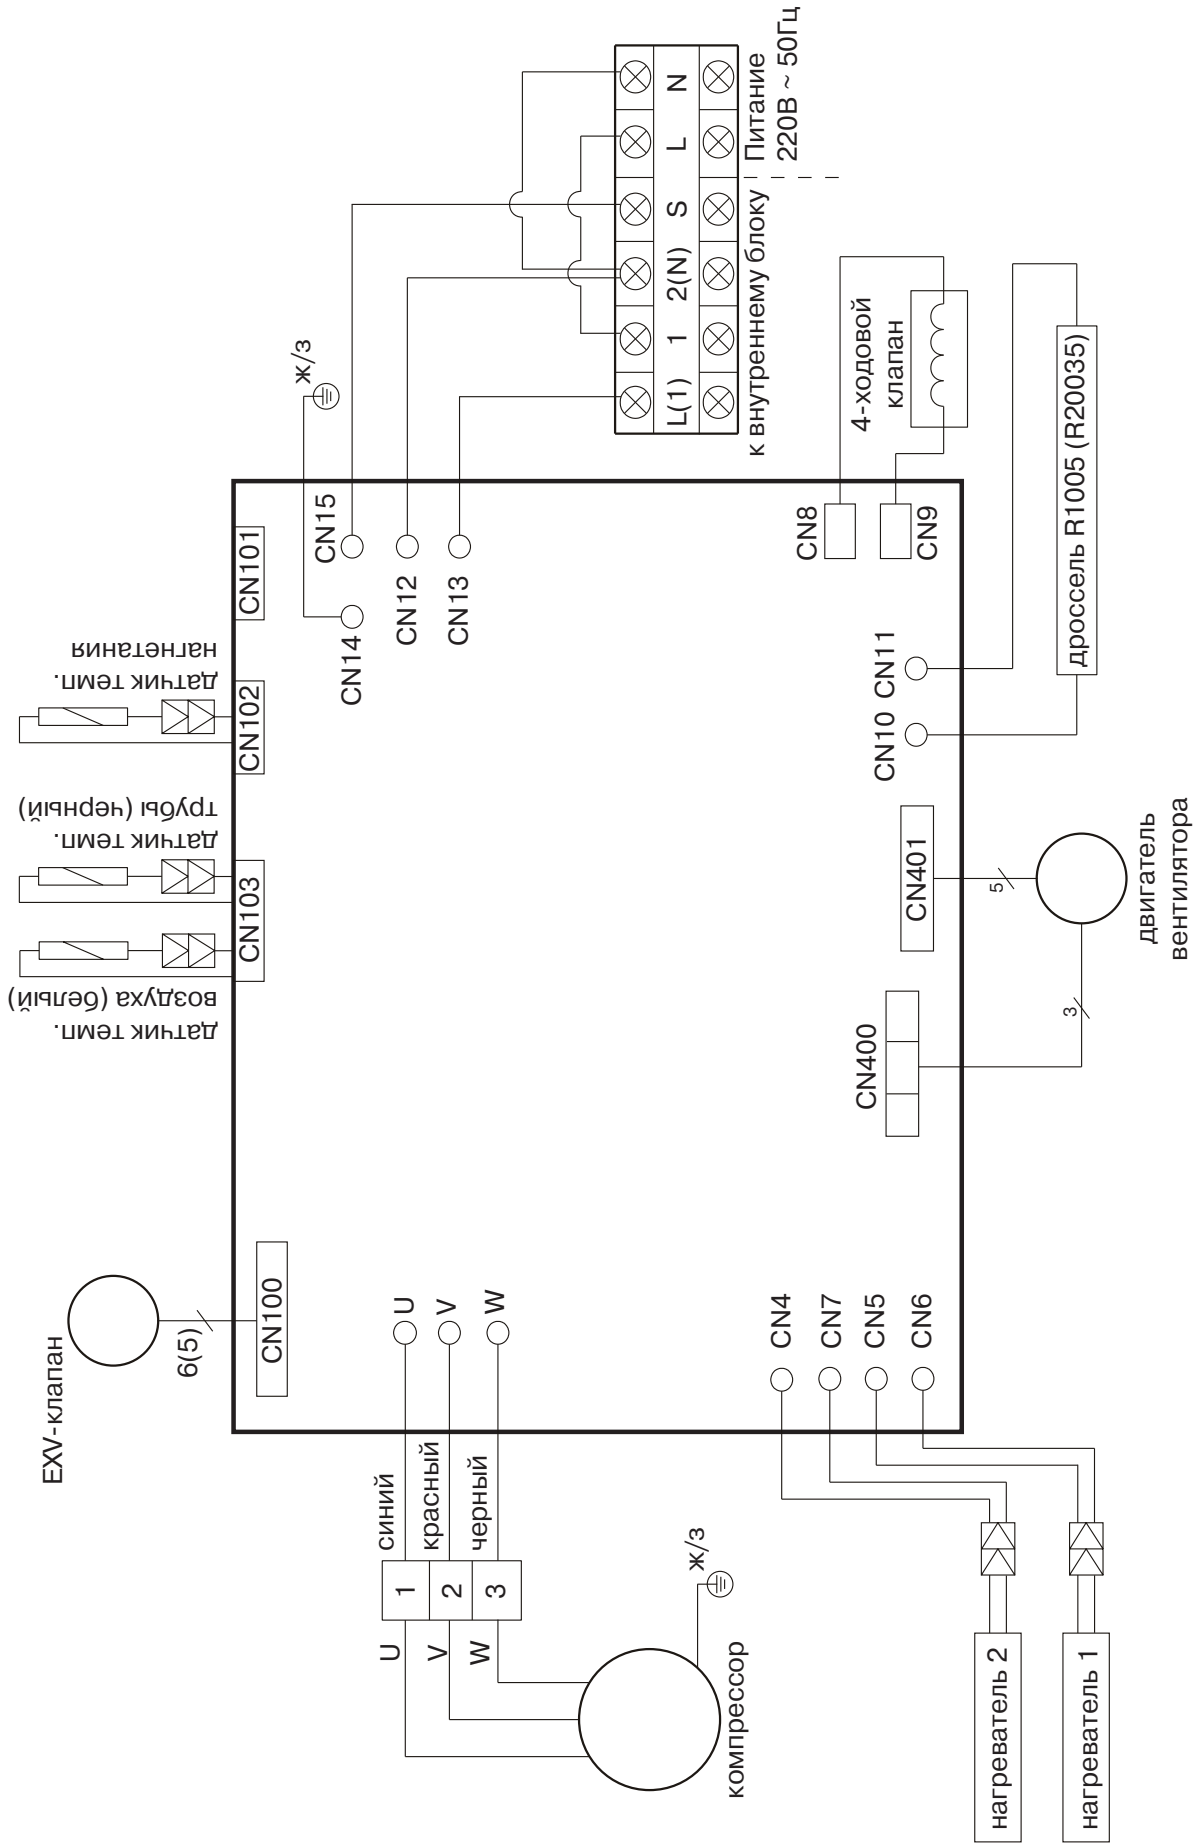 EXV-клапан
6(5)
CN100
датчик темп.
воздуха (белый)
датчик темп.
трубы (черный)
CN103
датчик темп.
нагнетания
CN102
CN101
ж/з
CN14
CN15
CN12
CN13
L(1)
1
2(N)
S
L
N
к внутреннему блоку
Питание
220В ~ 50Гц
U
V
W
синий
красный
черный
1
2
3
U
V
W
ж/з
компрессор
CN4
CN7
CN5
CN6
нагреватель 2
нагреватель 1
CN400
3
CN401
5
двигатель
вентилятора
CN10
CN11
дроссель R1005 (R20035)
CN8
CN9
4-ходовой
клапан